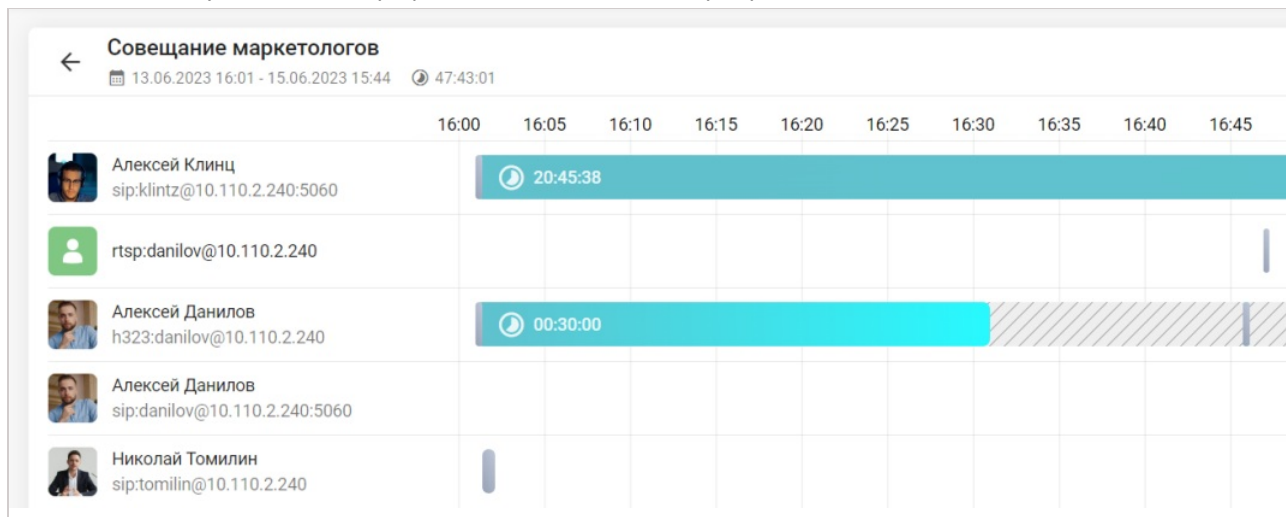 Совещание маркетологов
13.06.2023 16:01 - 15.06.2023 15:44 47:43:01
16:00 16:05 16:10 16:15 16:20 16:25 16:30 16:35 16:40 16:45
Алексей Клинц
20:45:38
sip:klintz@10.110.2.240:5060
rtsp:danilov@10.110.2.240
Алексей Данилов
00:30:00
h323:danilov@10.110.2.240
Алексей Данилов
sip:danilov@10.110.2.240:5060
Николай Томилин
sip:tomilin@10.110.2.240